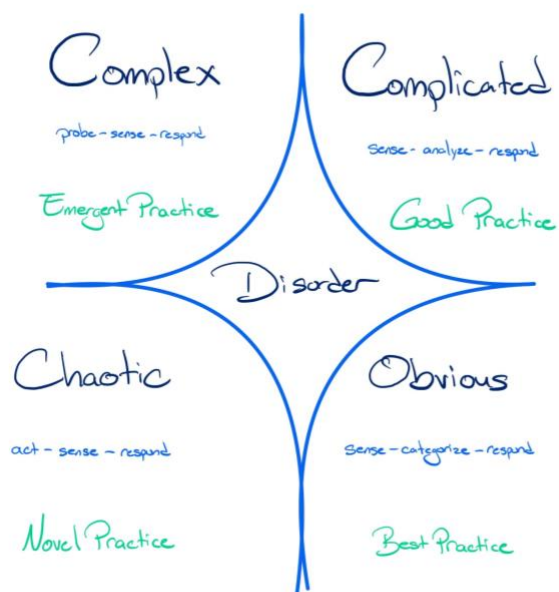 Complex
probe-sense-respond
Emergent Practice
Complicated
sense-analyze-respond
Good Practice
Disorder
Chaotic
act-sense-respond
Novel Practice
Obvious
sense-categorize-respond
Best Practice